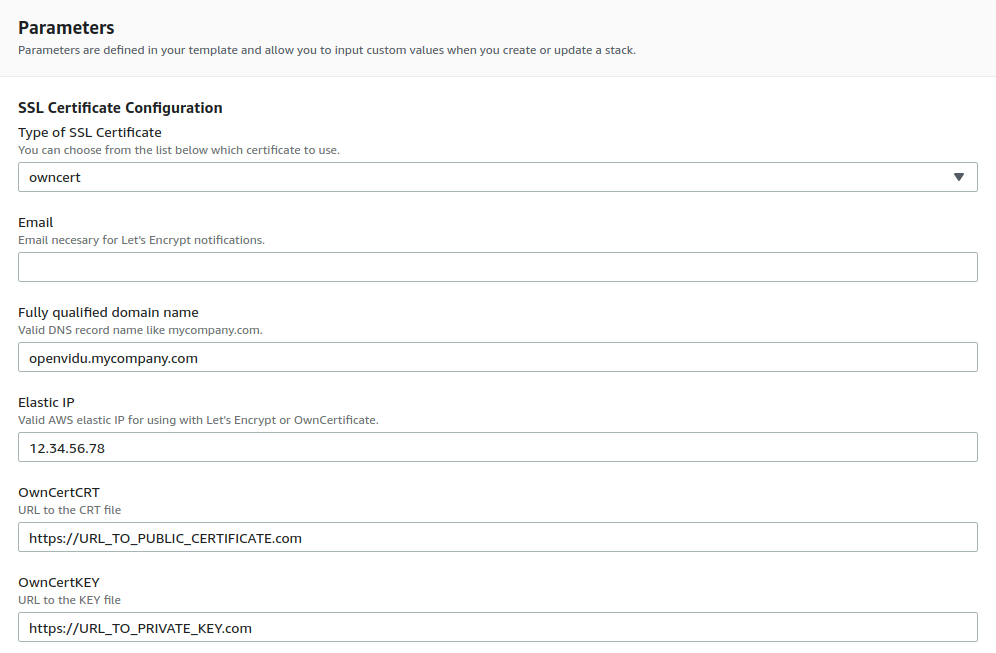 Parameters
Parameters are defined in your template and allow you to input custom values when you create or update a stack.
SSL Certificate Configuration
Type of SSL Certificate
You can choose from the list below which certificate to use.
owncert
Email
Email necesary for Let's Encrypt notifications.
Fully qualified domain name
Valid DNS record name like mycompany.com.
openvidu.mycompany.com
Elastic IP
Valid AWS elastic IP for using with Let's Encrypt or OwnCertificate.
12.34.56.78
OwnCertCRT
URL to the CRT file
https://URL_TO_PUBLIC_CERTIFICATE.com
OwnCertKEY
URL to the KEY file
https://URL_TO_PRIVATE_KEY.com